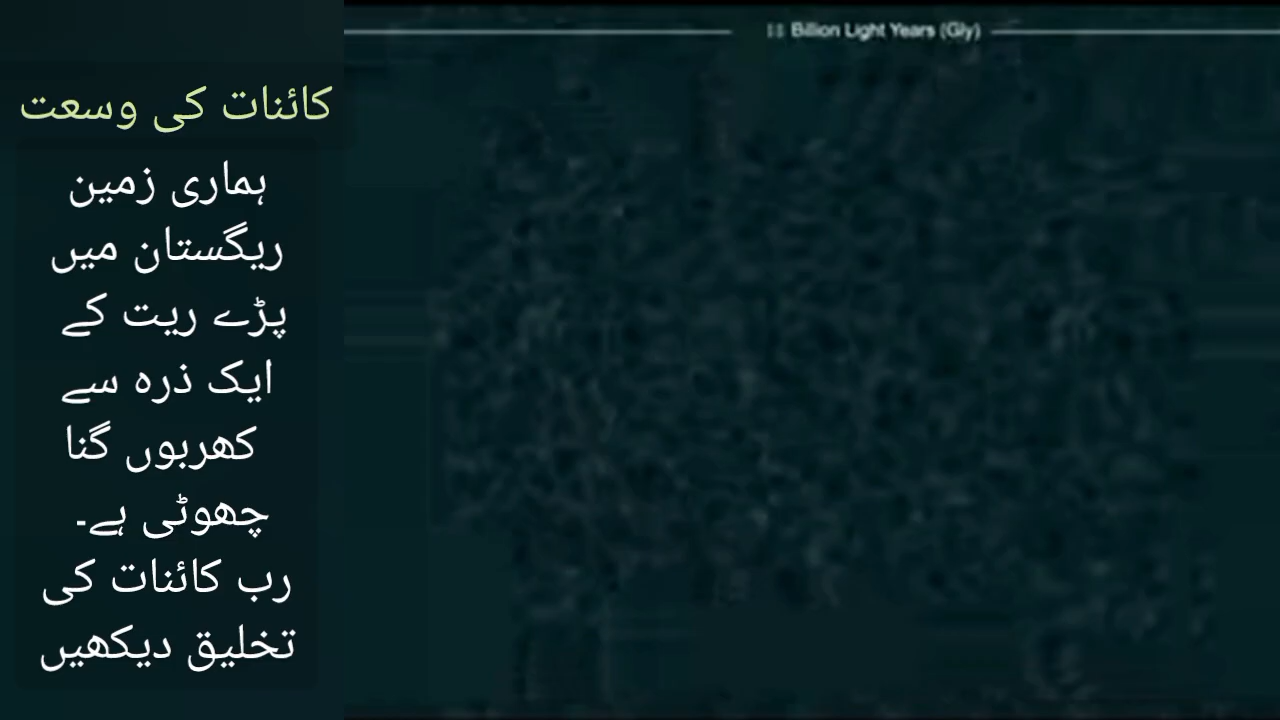 Billion Light Years (Gly)
کائنات کی وسعت
ہماری زمین
ریگستان میں
پڑے ریت کے
ایک ذرہ سے
کھربوں گنا
چھوٹی ہے۔
رب کائنات کی
تخلیق دیکھیں